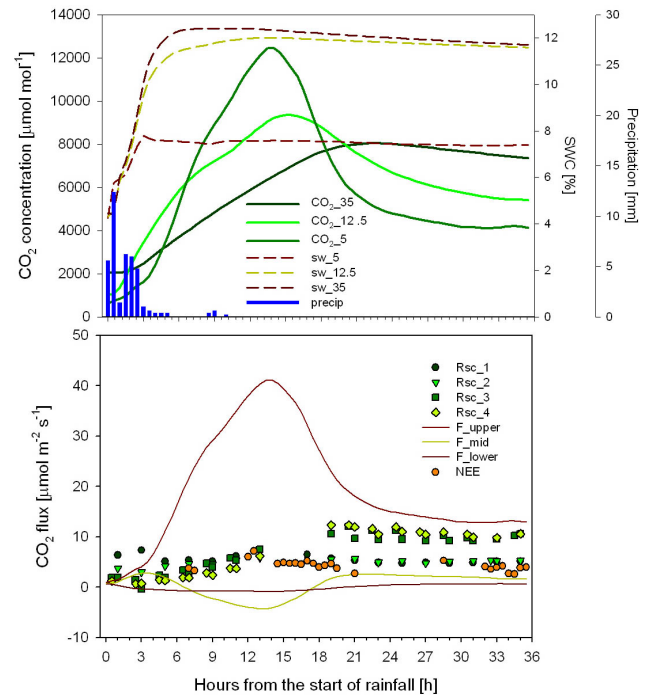 14000
12000
10000
8000
6000
4000
2000
0
CO2 concentration [µmol mol-1]
12
10
8
6
4
2
0
SWC [%]
30
25
20
15
10
5
0
Precipitation [mm]
CO2_35
CO2_12.5
CO2_5
sw_5
sw_12.5
sw_35
precip
50
40
30
20
10
0
-10
CO2 flux [µmol m-2 s-1]
Rsc_1
Rsc_2
Rsc_3
Rsc_4
F_upper
F_mid
F_lower
NEE
0 3 6 9 12 15 18 21 24 27 30 33 36
Hours from the start of rainfall [h]